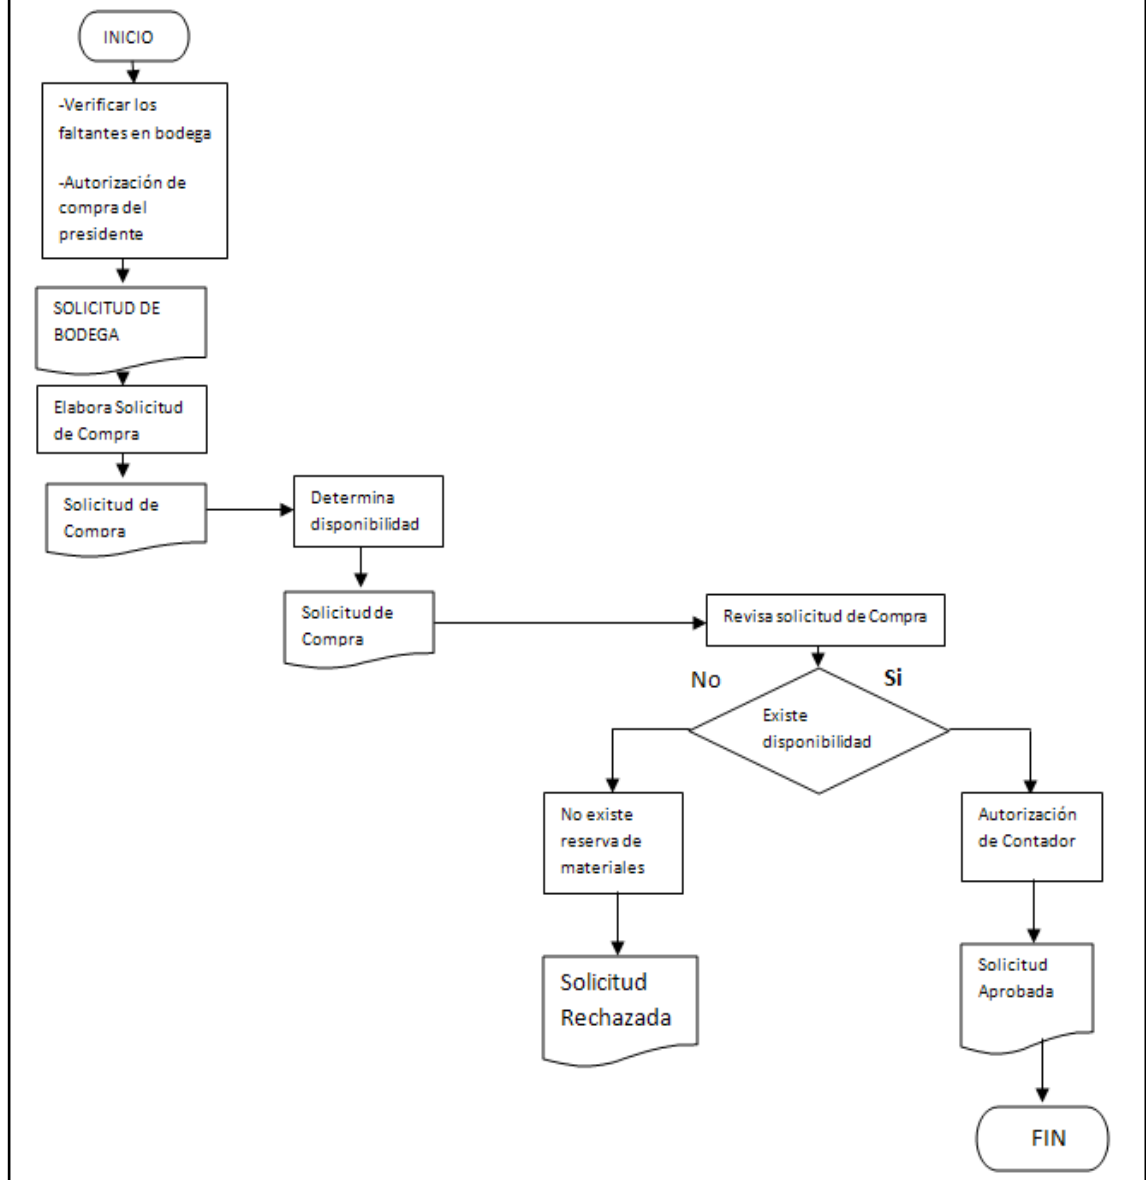 INICIO
-Verificar los
faltantes en bodega
-Autorización de
compra del
presidente
SOLICITUD DE
BODEGA
Elabora Solicitud
de Compra
Solicitud de
Compra
Determina
disponibilidad
Solicitud de
Compra
Revisa solicitud de Compra
No
Si
Existe
disponibilidad
No existe
reserva de
materiales
Autorización
de Contador
Solicitud
Rechazada
Solicitud
Aprobada
FIN